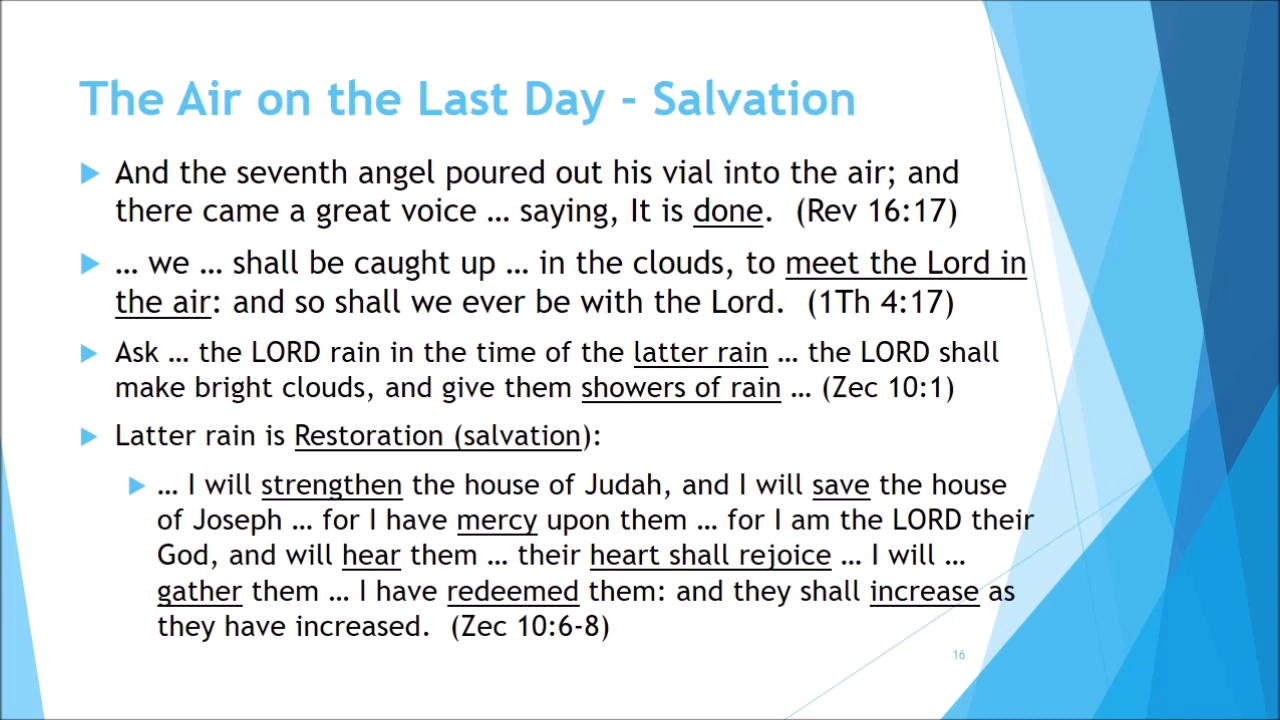 The Air on the Last Day - Salvation
And the seventh angel poured out his vial into the air; and
there came a great voice … saying, It is done.  (Rev 16:17)
… we … shall be caught up … in the clouds, to meet the Lord in
the air: and so shall we ever be with the Lord.  (1Th 4:17)
Ask … the LORD rain in the time of the latter rain … the LORD shall
make bright clouds, and give them showers of rain … (Zec 10:1)
Latter rain is Restoration (salvation):
… I will strengthen the house of Judah, and I will save the house
of Joseph … for I have mercy upon them … for I am the LORD their
God, and will hear them … their heart shall rejoice … I will …
gather them … I have redeemed them: and they shall increase as
they have increased.  (Zec 10:6-8)
16